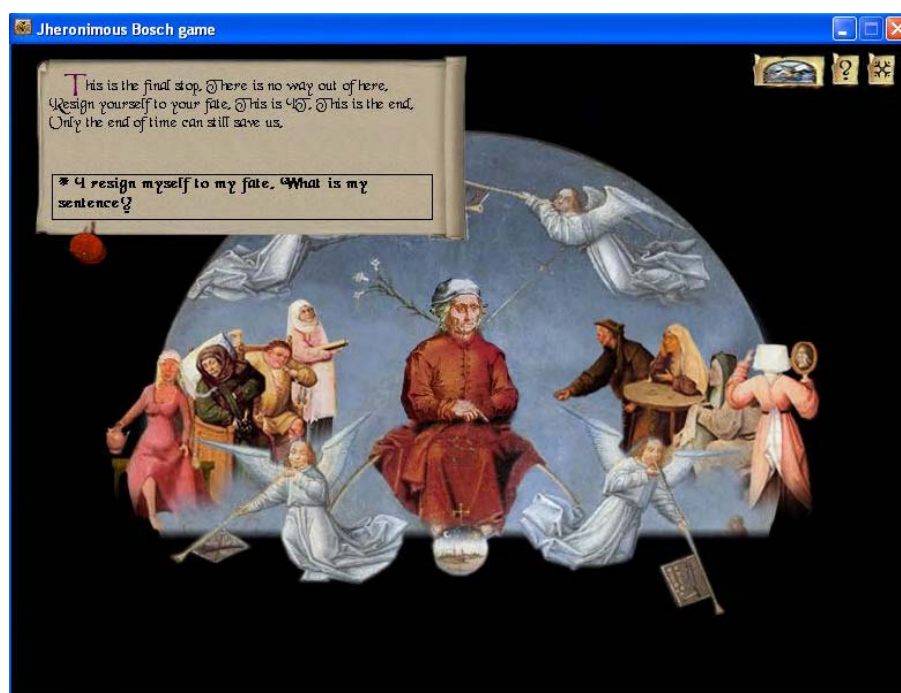 Jheronimous Bosch game
This is the final stop. There is no way out of here.
Resign yourself to your fate. This is IT. This is the end.
Only the end of time can still save us.
* I resign myself to my fate. What is my
sentence?
?